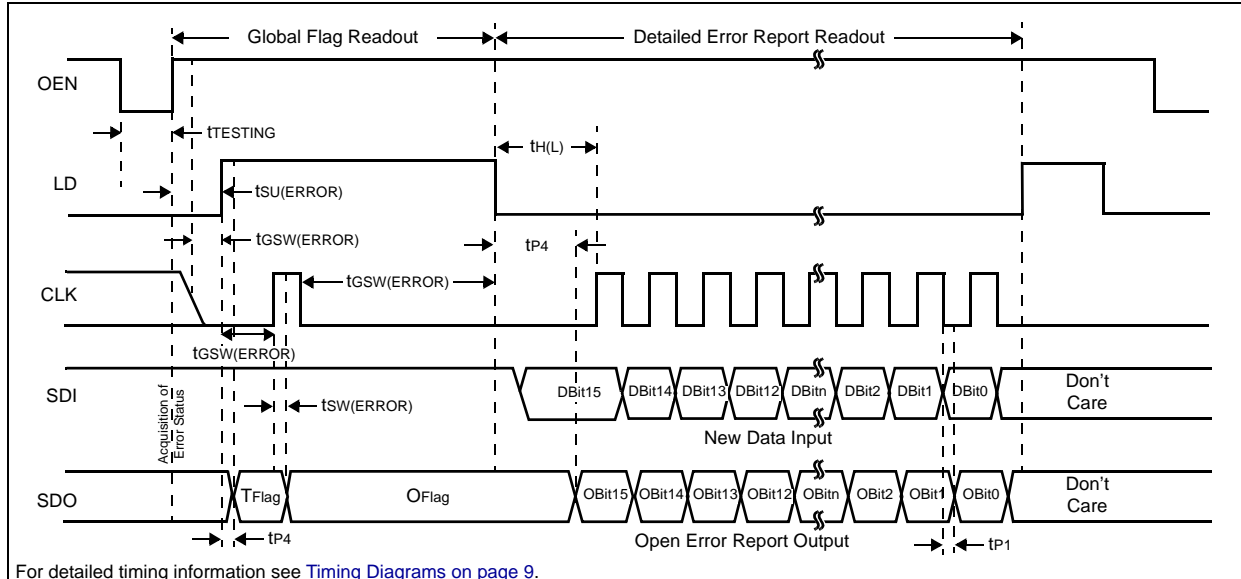 Global Flag Readout
Detailed Error Report Readout
OEN
tTESTING
tH(L)
LD
tSU(ERROR)
tGSW(ERROR)
tP4
tGSW(ERROR)
CLK
tGSW(ERROR)
SDI
DBit15 DBit14 DBit13 DBit12 DBitn DBit2 DBit1 DBit0
Don't
Care
Acquisition of
Error Status
tSW(ERROR)
New Data Input
SDO
TFlag
OFlag
OBit15 OBit14 OBit13 OBit12 OBitn OBit2 OBit1 OBit0
Don't
Care
tP4
Open Error Report Output
tP1
For detailed timing information see Timing Diagrams on page 9.